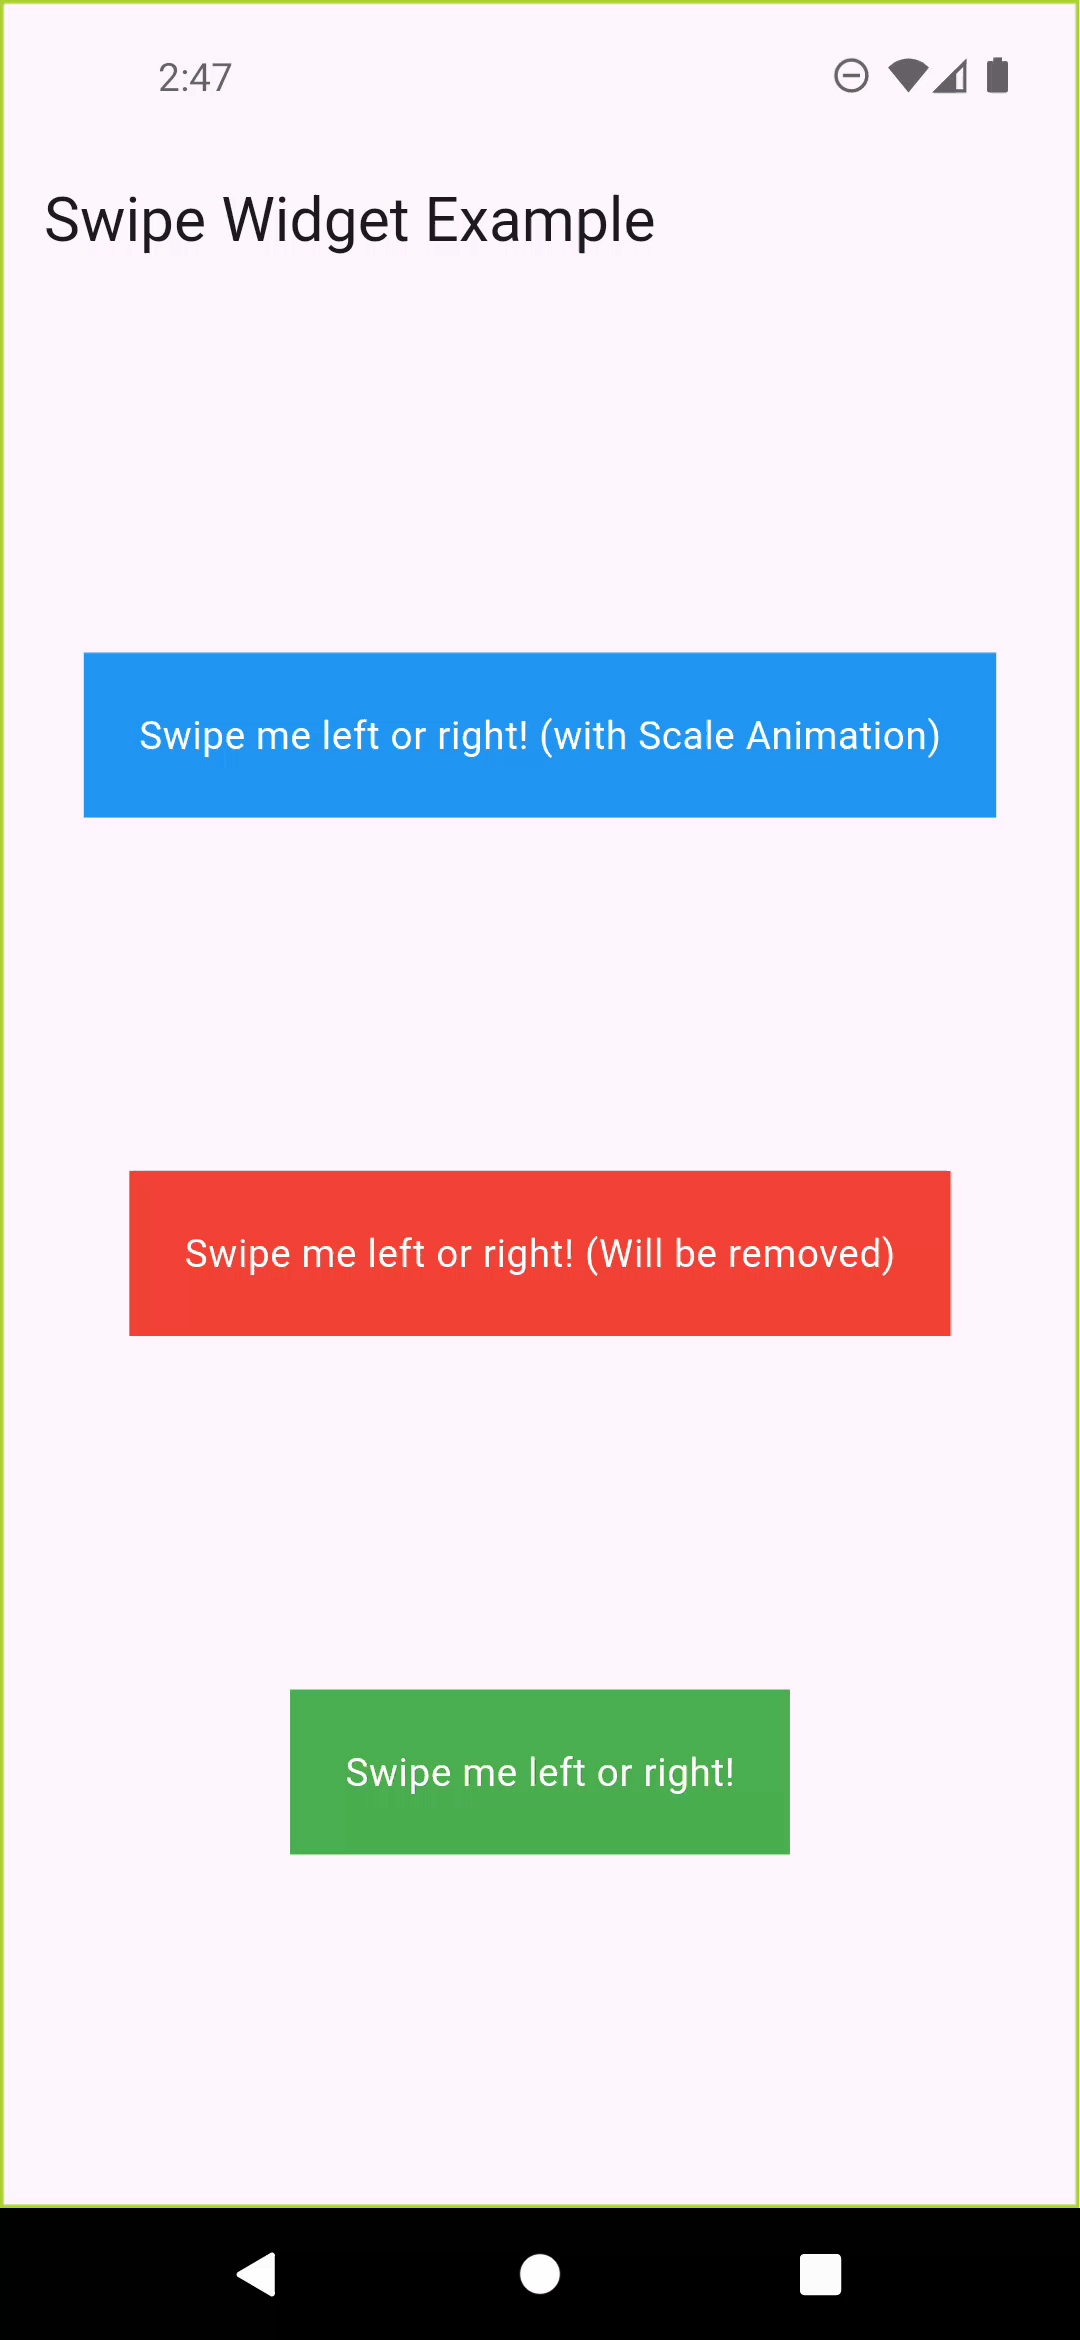 2:47
Swipe Widget Example
Swipe me left or right! (with Scale Animation)
Swipe me left or right! (Will be removed)
Swipe me left or right!